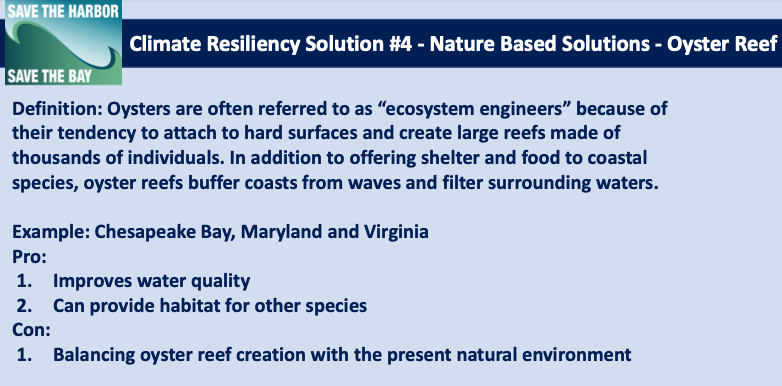 SAVE THE HARBOR
SAVE THE BAY
Climate Resiliency Solution #4 - Nature Based Solutions - Oyster Reef
Definition: Oysters are often referred to as “ecosystem engineers” because of
their tendency to attach to hard surfaces and create large reefs made of
thousands of individuals. In addition to offering shelter and food to coastal
species, oyster reefs buffer coasts from waves and filter surrounding waters.
Example: Chesapeake Bay, Maryland and Virginia
Pro:
1. Improves water quality
2. Can provide habitat for other species
Con:
1. Balancing oyster reef creation with the present natural environment